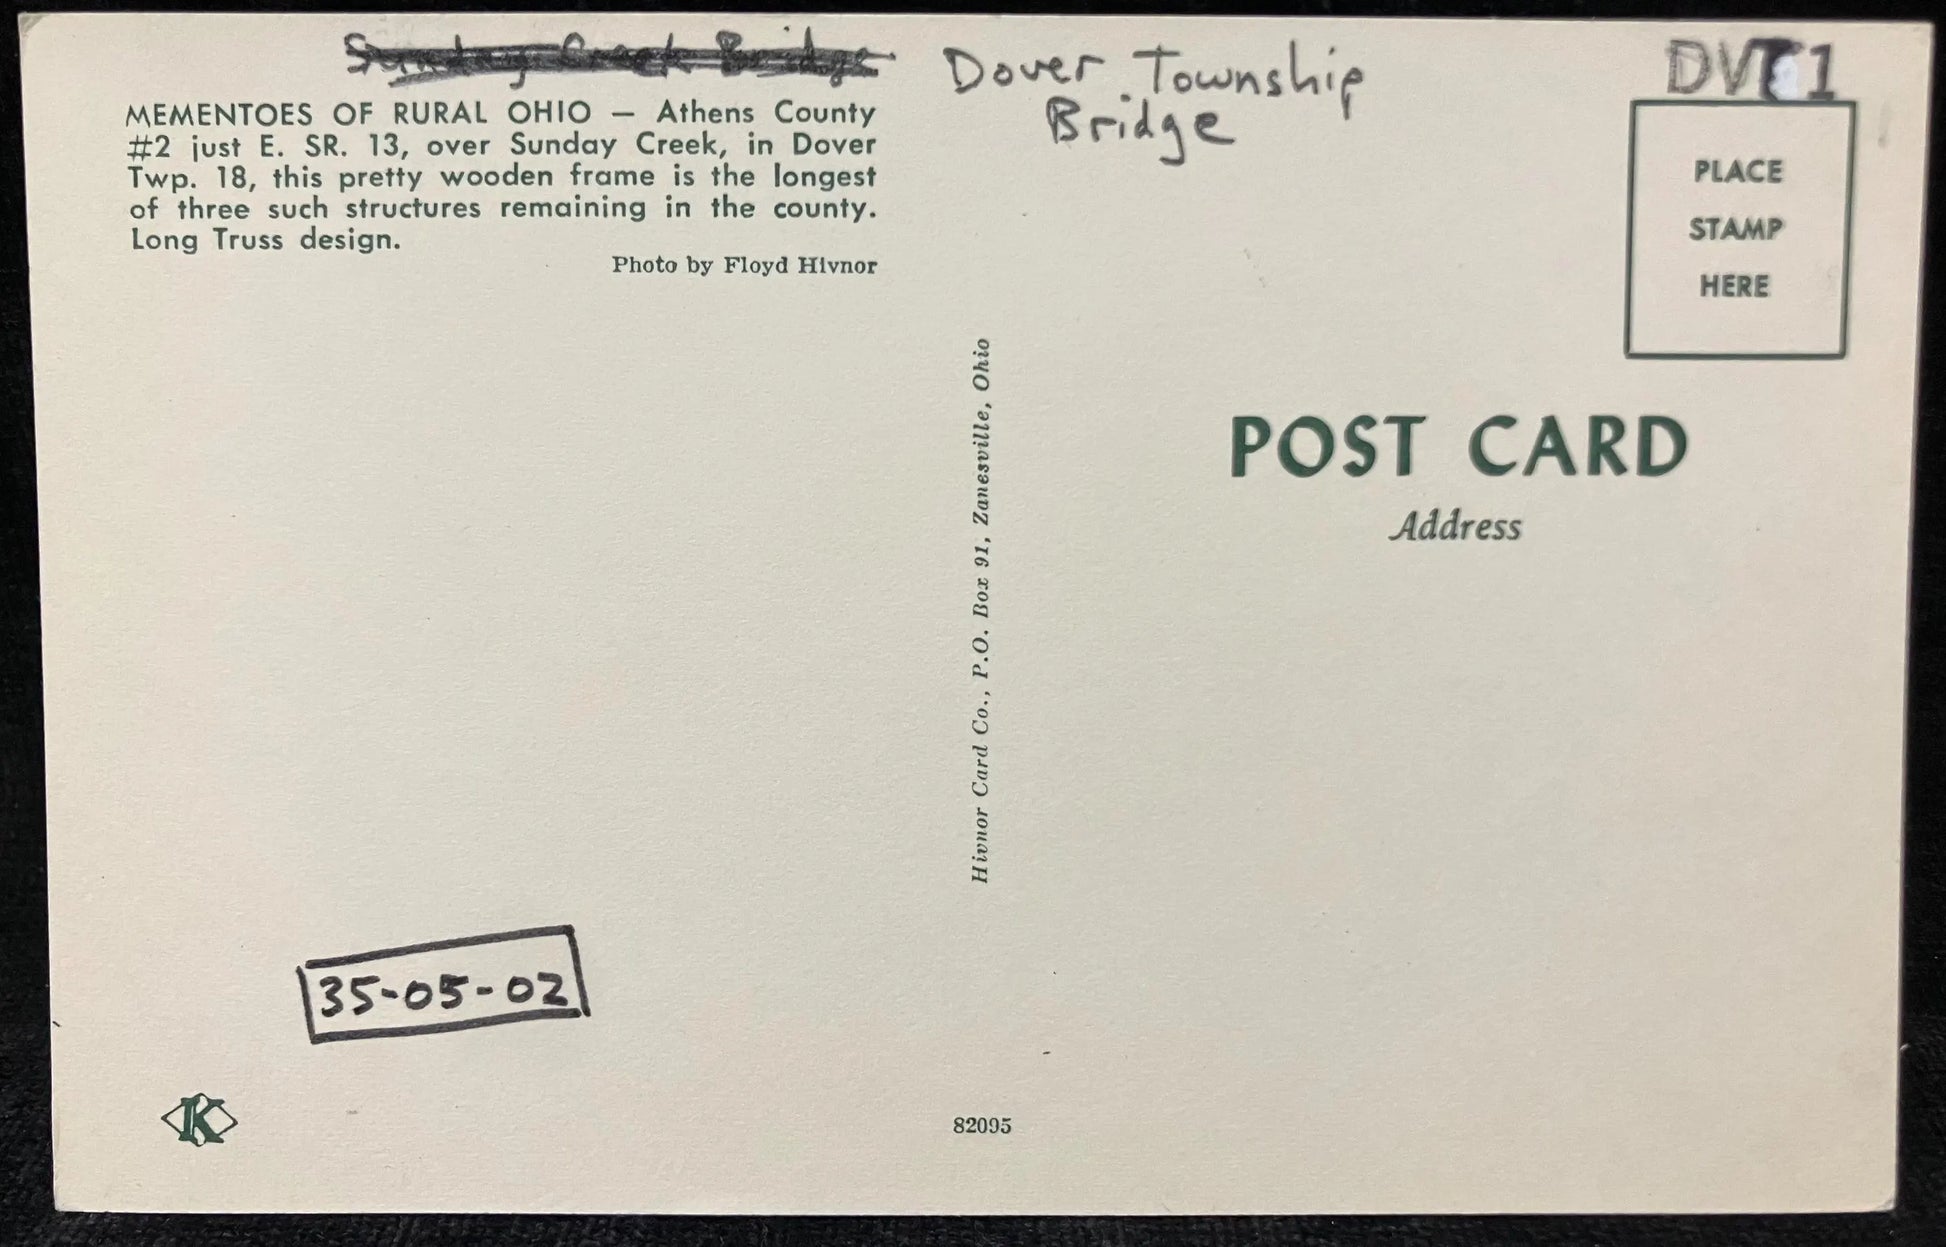 Sunday Creek Bridge
MEMENTOES OF RURAL OHIO — Athens County
#2 just E. SR. 13, over Sunday Creek, in Dover
Twp. 18, this pretty wooden frame is the longest
of three such structures remaining in the county.
Long Truss design.
Photo by Floyd Hivnor
Dover Township
Bridge
PLACE
STAMP
HERE
POST CARD
Address
Hivnor Card Co., P.O. Box 91, Zanesville, Ohio
35-05-02
K
82095